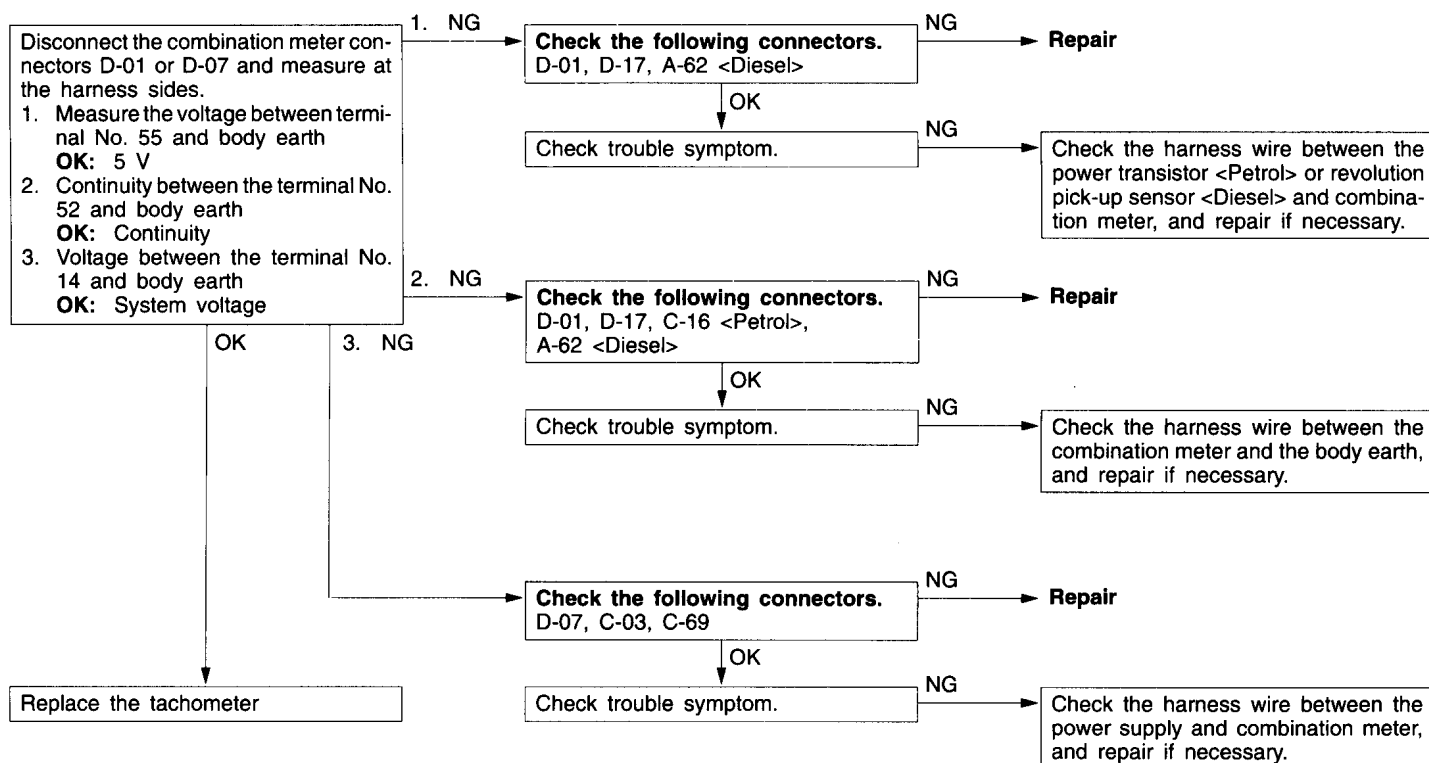 1. NG
Disconnect the combination meter con-
nectors D-01 or D-07 and measure at
the harness sides.
1. Measure the voltage between termi-
nal No. 55 and body earth
OK: 5 V
2. Continuity between the terminal No.
52 and body earth
OK: Continuity
3. Voltage between the terminal No.
14 and body earth
OK: System voltage
Check the following connectors.
D-01, D-17, A-62 <Diesel>
NG
Repair
OK
Check trouble symptom.
NG
Check the harness wire between the
power transistor <Petrol> or revolution
pick-up sensor <Diesel> and combina-
tion meter, and repair if necessary.
2. NG
Check the following connectors.
D-01, D-17, C-16 <Petrol>,
A-62 <Diesel>
NG
Repair
OK
Check trouble symptom.
NG
Check the harness wire between the
combination meter and the body earth,
and repair if necessary.
OK
3. NG
Check the following connectors.
D-07, C-03, C-69
NG
Repair
OK
Replace the tachometer
Check trouble symptom.
NG
Check the harness wire between the
power supply and combination meter,
and repair if necessary.